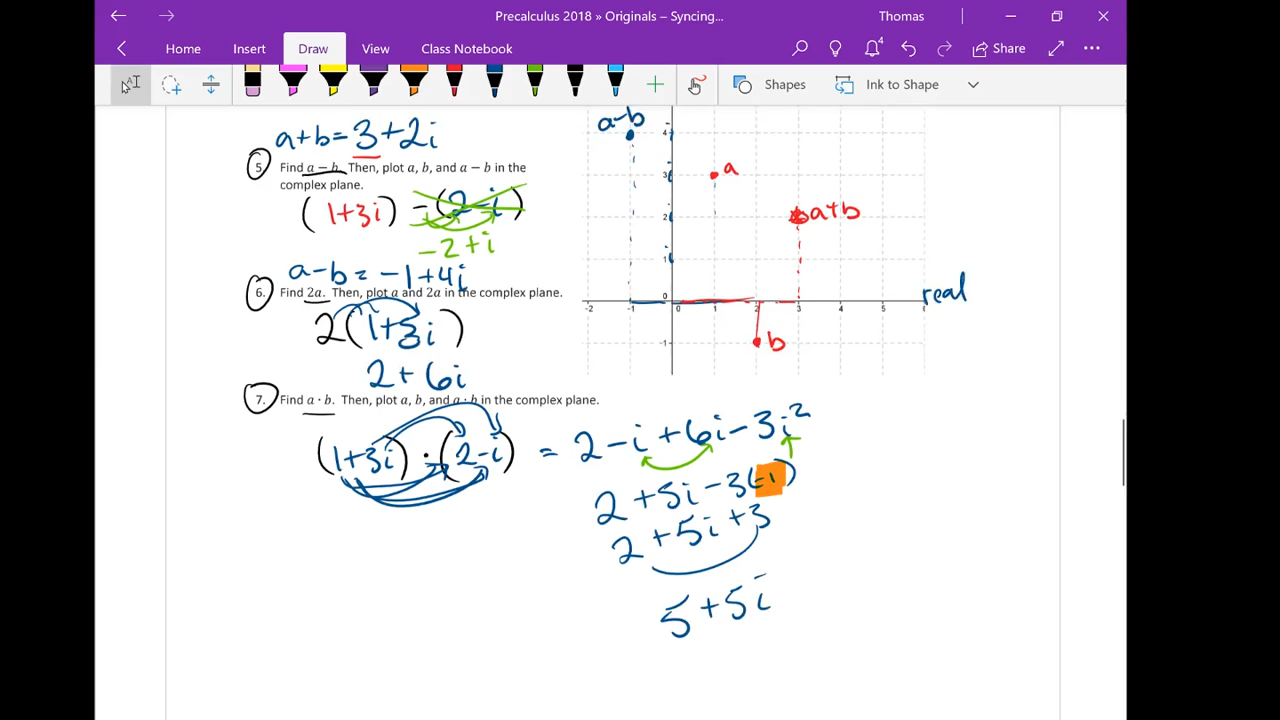 Precalculus 2018 » Originals – Syncing...
Thomas
Home Insert Draw View Class Notebook
4
Share
Shapes
Ink to Shape
a+b= 3+2i
5. Find a − b. Then, plot a, b, and a − b in the
complex plane.
(1+3i) − (2-i)
-2+i
a-b = -1+4i
6. Find 2a. Then, plot a and 2a in the complex plane.
2(1+3i)
2 + 6i
7. Find a · b. Then, plot a, b, and a · b in the complex plane.
(1+3i) · (2-i) = 2 - i + 6i - 3i²
2 + 5i - 3(-1)
2 + 5i + 3
5 + 5i
a-b
4
3
a
2
a+b
1
0
real
-2 -1 0 1 2 3 4 5 6
-1
b